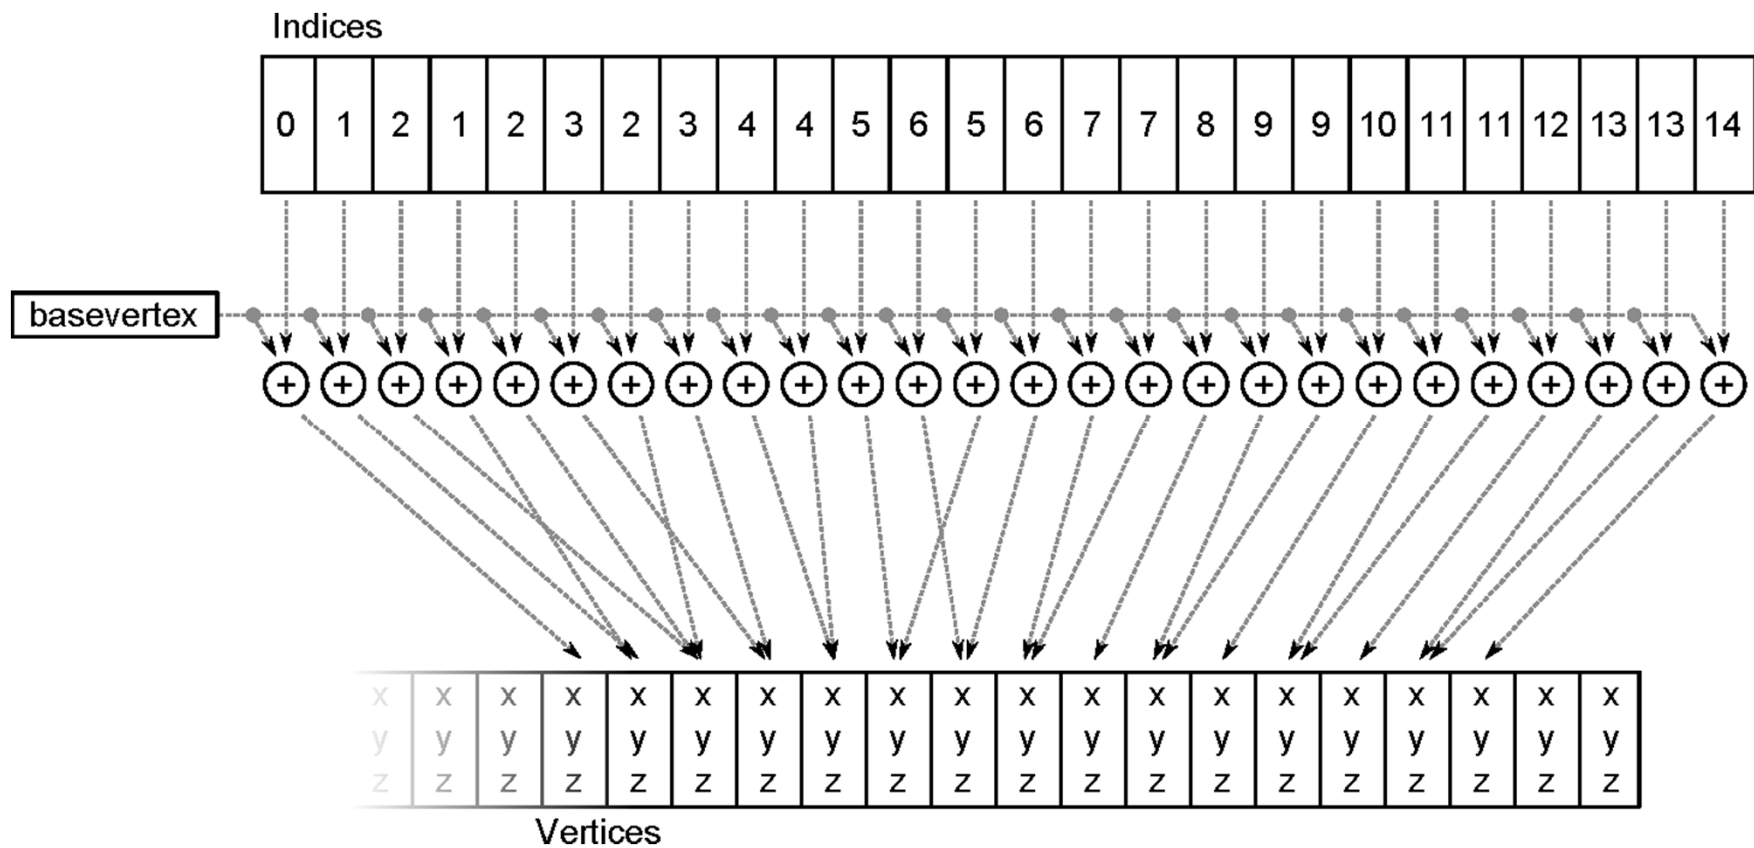 Indices
0 1 2 1 2 3 2 3 4 4 5 6 5 6 7 7 8 9 9 10 11 11 12 13 13 14
basevertex
+ + + + + + + + + + + + + + + + + + + + + + + + + +
x x x x x x x x x x x x x x x x x x x x
y y y y y y y y y y y y y y y y y y y y
z z z z z z z z z z z z z z z z z z z z
Vertices